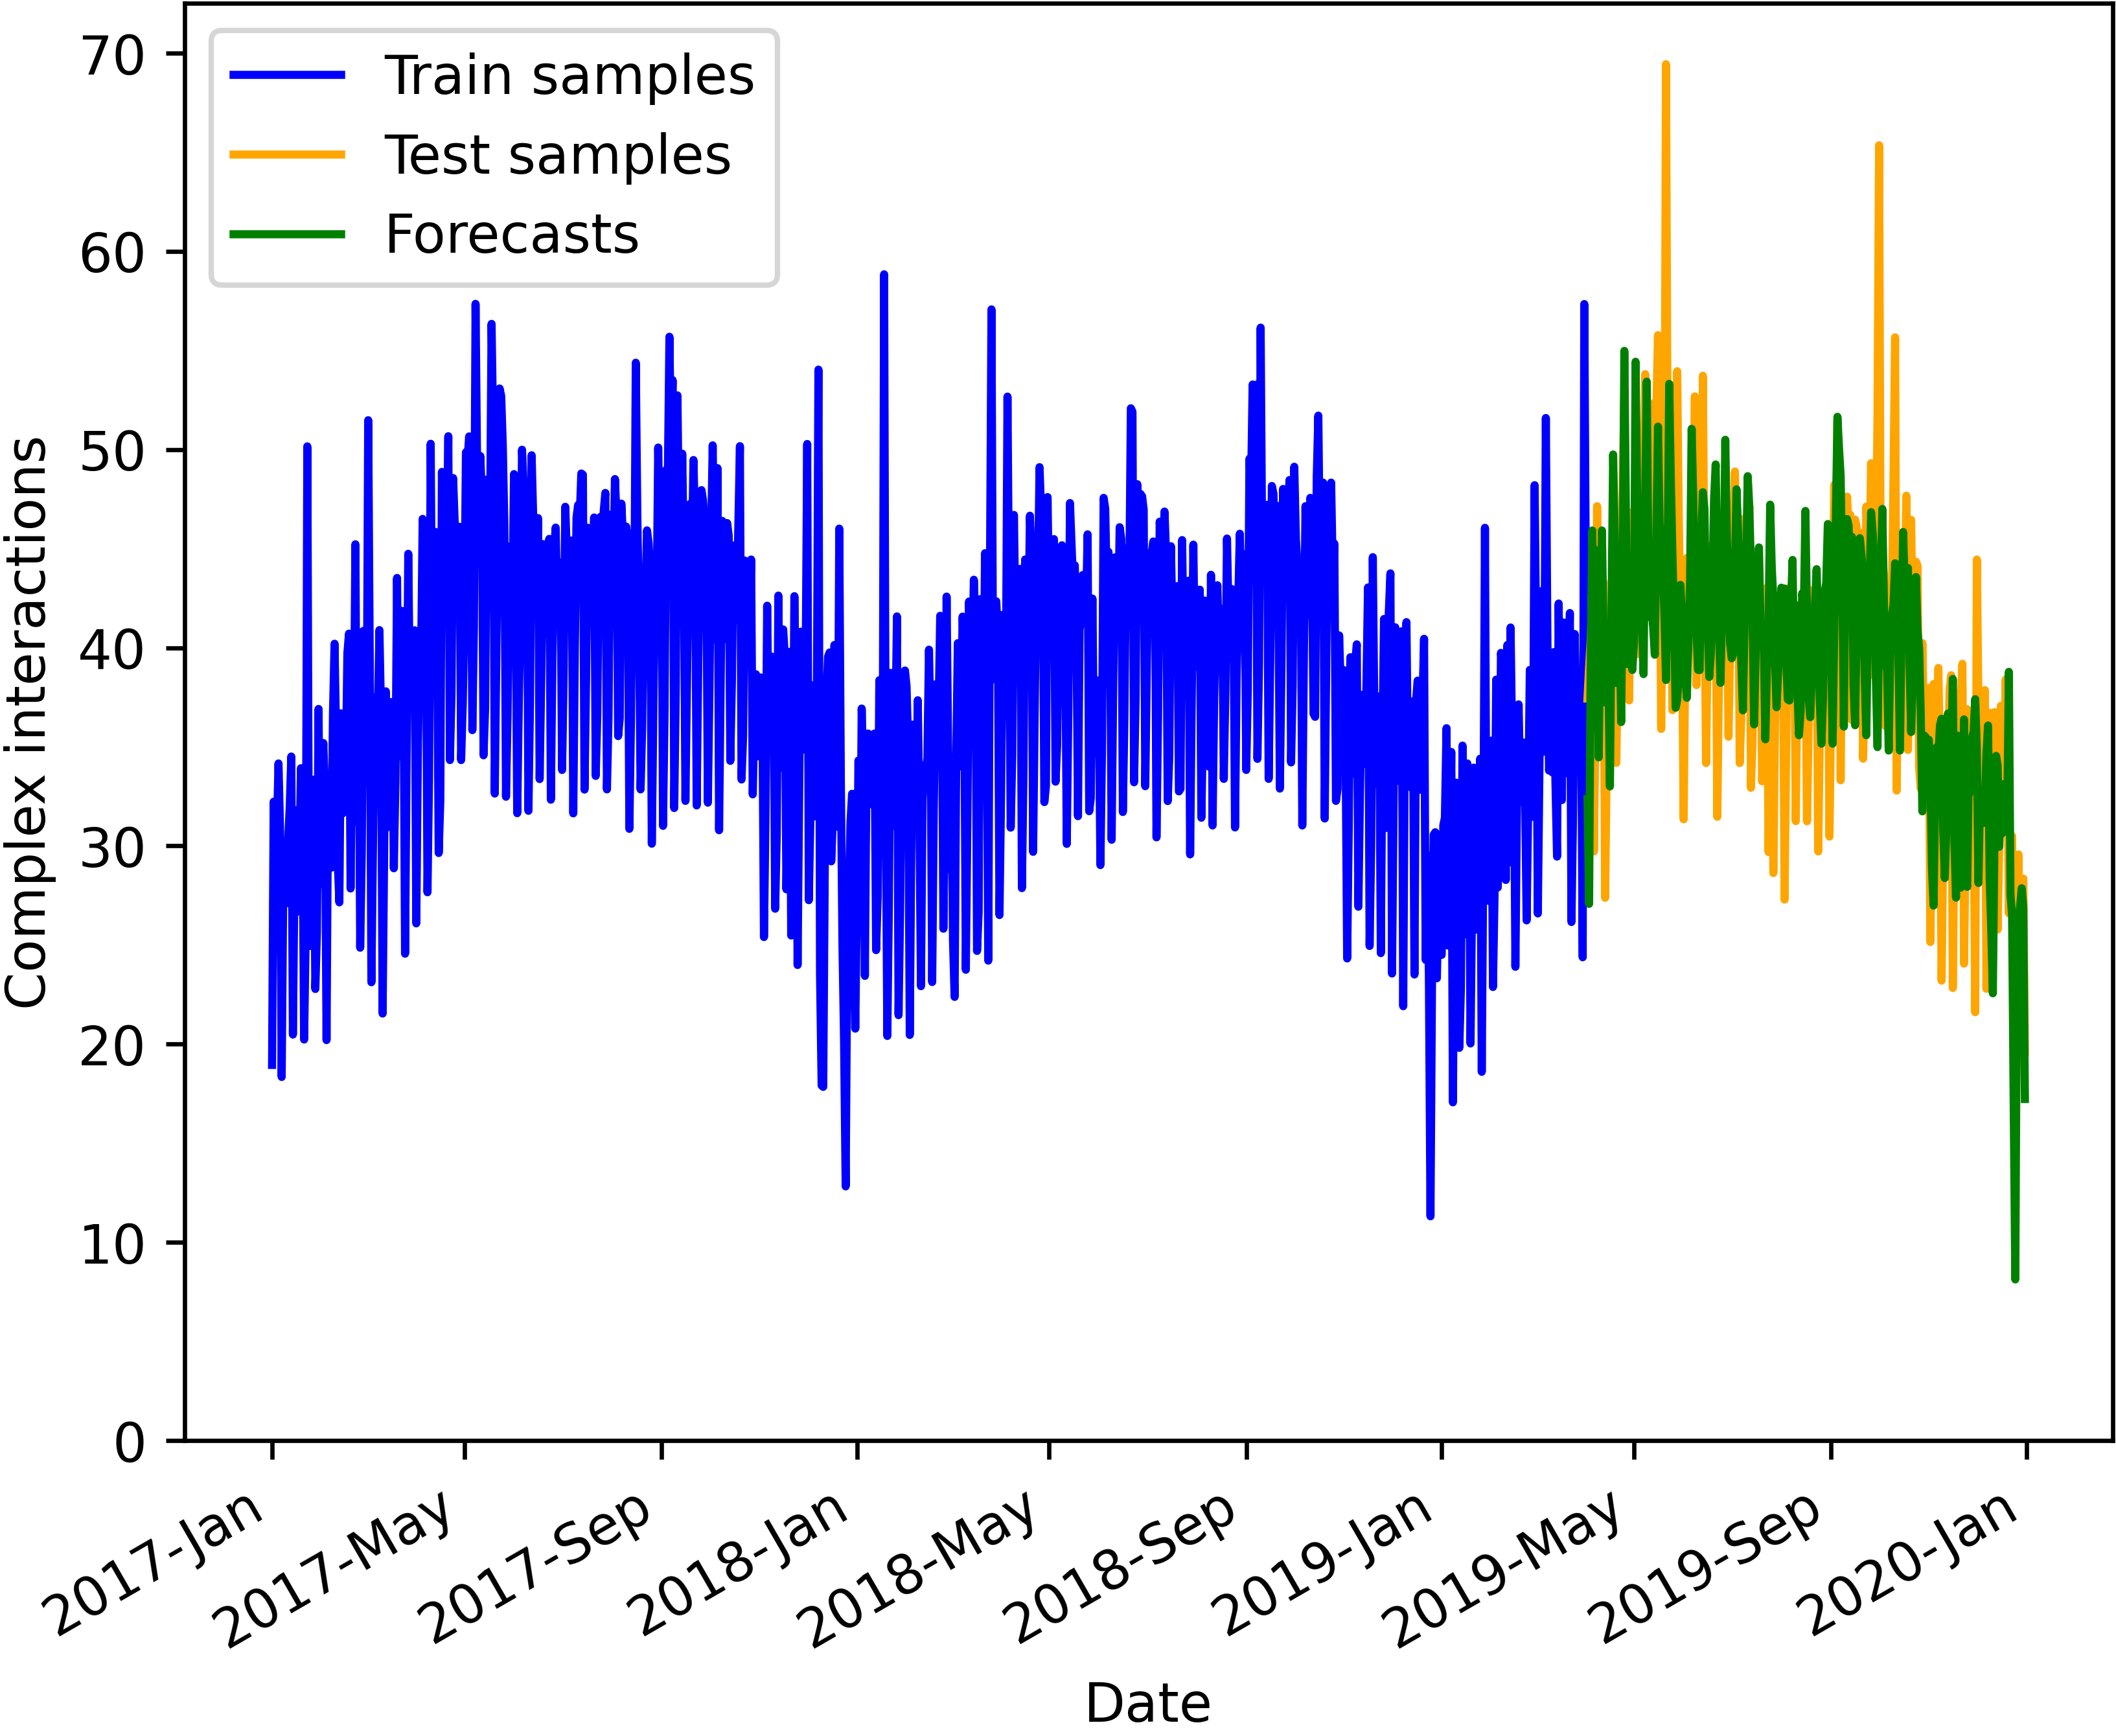 Train samples
Test samples
Forecasts
70
60
50
40
30
20
10
0
Complex interactions
2017-Jan
2017-May
2017-Sep
2018-Jan
2018-May
2018-Sep
2019-Jan
2019-May
2019-Sep
2020-Jan
Date